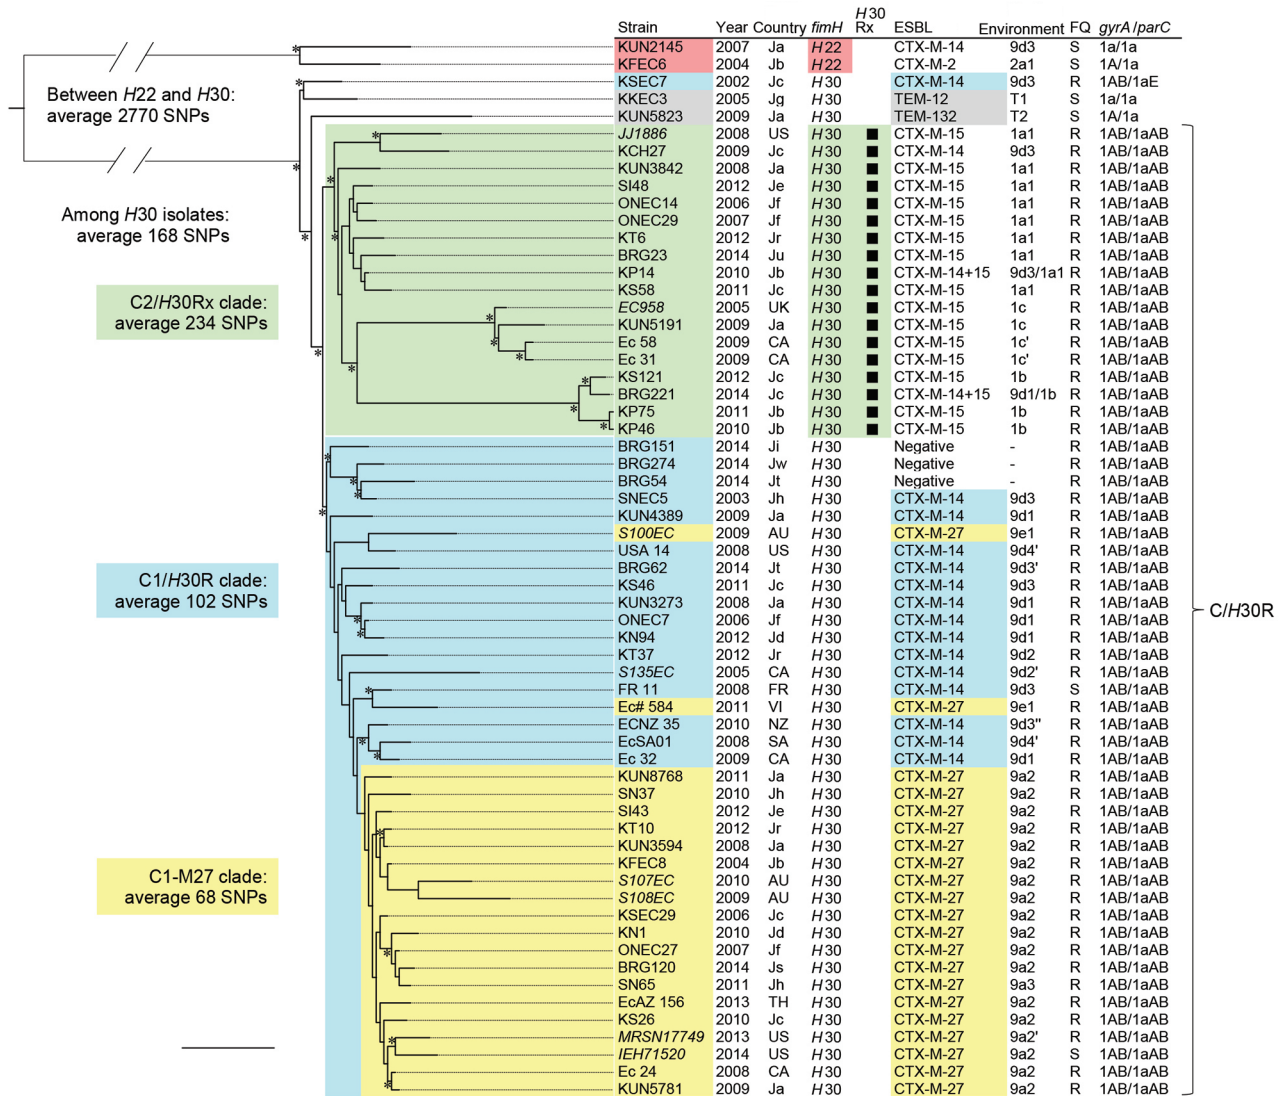 H30
Strain Year Country fimH Rx ESBL Environment FQ gyrA/parC
KUN2145 2007 Ja H22 CTX-M-14 9d3 S 1a/1a
KFEC6 2004 Jb H22 CTX-M-2 2a1 S 1A/1a
KSEC7 2002 Jc H30 CTX-M-14 9d3 R 1AB/1aE
KKEC3 2005 Jg H30 TEM-12 T1 S 1a/1a
KUN5823 2009 Ja H30 TEM-132 T2 S 1A/1a
JJ1886 2008 US H30 ■ CTX-M-15 1a1 R 1AB/1aAB
KCH27 2009 Jc H30 ■ CTX-M-14 9d3 R 1AB/1aAB
KUN3842 2008 Ja H30 ■ CTX-M-15 1a1 R 1AB/1aAB
SI48 2012 Je H30 ■ CTX-M-15 1a1 R 1AB/1aAB
ONEC14 2006 Jf H30 ■ CTX-M-15 1a1 R 1AB/1aAB
ONEC29 2007 Jf H30 ■ CTX-M-15 1a1 R 1AB/1aAB
KT6 2012 Jr H30 ■ CTX-M-15 1a1 R 1AB/1aAB
BRG23 2014 Ju H30 ■ CTX-M-15 1a1 R 1AB/1aAB
KP14 2010 Jb H30 ■ CTX-M-14+15 9d3/1a1 R 1AB/1aAB
KS58 2011 Jc H30 ■ CTX-M-15 1a1 R 1AB/1aAB
EC958 2005 UK H30 ■ CTX-M-15 1c R 1AB/1aAB
KUN5191 2009 Ja H30 ■ CTX-M-15 1c R 1AB/1aAB
Ec 58 2009 CA H30 ■ CTX-M-15 1c' R 1AB/1aAB
Ec 31 2009 CA H30 ■ CTX-M-15 1c' R 1AB/1aAB
KS121 2012 Jc H30 ■ CTX-M-15 1b R 1AB/1aAB
BRG221 2014 Jc H30 ■ CTX-M-14+15 9d1/1b R 1AB/1aAB
KP75 2011 Jb H30 ■ CTX-M-15 1b R 1AB/1aAB
KP46 2010 Jb H30 ■ CTX-M-15 1b R 1AB/1aAB
BRG151 2014 Ji H30 Negative - R 1AB/1aAB
BRG274 2014 Jw H30 Negative - R 1AB/1aAB
BRG54 2014 Jt H30 Negative - R 1AB/1aAB
SNEC5 2003 Jh H30 CTX-M-14 9d3 R 1AB/1aAB
KUN4389 2009 Ja H30 CTX-M-14 9d1 R 1AB/1aAB
S100EC 2009 AU H30 CTX-M-27 9e1 R 1AB/1aAB
USA 14 2008 US H30 CTX-M-14 9d4' R 1AB/1aAB
BRG62 2014 Jt H30 CTX-M-14 9d3' R 1AB/1aAB
KS46 2011 Jc H30 CTX-M-14 9d3 R 1AB/1aAB
KUN3273 2008 Ja H30 CTX-M-14 9d1 R 1AB/1aAB
ONEC7 2006 Jf H30 CTX-M-14 9d1 R 1AB/1aAB
KN94 2012 Jd H30 CTX-M-14 9d1 R 1AB/1aAB
KT37 2012 Jr H30 CTX-M-14 9d2 R 1AB/1aAB
S135EC 2005 CA H30 CTX-M-14 9d2' R 1AB/1aAB
FR 11 2008 FR H30 CTX-M-14 9d3 S 1AB/1aAB
Ec# 584 2011 VI H30 CTX-M-27 9e1 R 1AB/1aAB
ECNZ 35 2010 NZ H30 CTX-M-14 9d3" R 1AB/1aAB
EcSA01 2008 SA H30 CTX-M-14 9d4' R 1AB/1aAB
Ec 32 2009 CA H30 CTX-M-14 9d1 R 1AB/1aAB
KUN8768 2011 Ja H30 CTX-M-27 9a2 R 1AB/1aAB
SN37 2010 Jh H30 CTX-M-27 9a2 R 1AB/1aAB
SI43 2012 Je H30 CTX-M-27 9a2 R 1AB/1aAB
KT10 2012 Jr H30 CTX-M-27 9a2 R 1AB/1aAB
KUN3594 2008 Ja H30 CTX-M-27 9a2 R 1AB/1aAB
KFEC8 2004 Jb H30 CTX-M-27 9a2 R 1AB/1aAB
S107EC 2010 AU H30 CTX-M-27 9a2 R 1AB/1aAB
S108EC 2009 AU H30 CTX-M-27 9a2 R 1AB/1aAB
KSEC29 2006 Jc H30 CTX-M-27 9a2 R 1AB/1aAB
KN1 2010 Jd H30 CTX-M-27 9a2 R 1AB/1aAB
ONEC27 2007 Jf H30 CTX-M-27 9a2 R 1AB/1aAB
BRG120 2014 Js H30 CTX-M-27 9a2 R 1AB/1aAB
SN65 2011 Jh H30 CTX-M-27 9a3 R 1AB/1aAB
EcAZ 156 2013 TH H30 CTX-M-27 9a2 R 1AB/1aAB
KS26 2010 Jc H30 CTX-M-27 9a2 R 1AB/1aAB
MRSN17749 2013 US H30 CTX-M-27 9a2' R 1AB/1aAB
IEH71520 2014 US H30 CTX-M-27 9a2 S 1AB/1aAB
Ec 24 2008 CA H30 CTX-M-27 9a2 R 1AB/1aAB
KUN5781 2009 Ja H30 CTX-M-27 9a2 R 1AB/1aAB
Between H22 and H30:
average 2770 SNPs
Among H30 isolates:
average 168 SNPs
C2/H30Rx clade:
average 234 SNPs
C1/H30R clade:
average 102 SNPs
C1-M27 clade:
average 68 SNPs
C/H30R